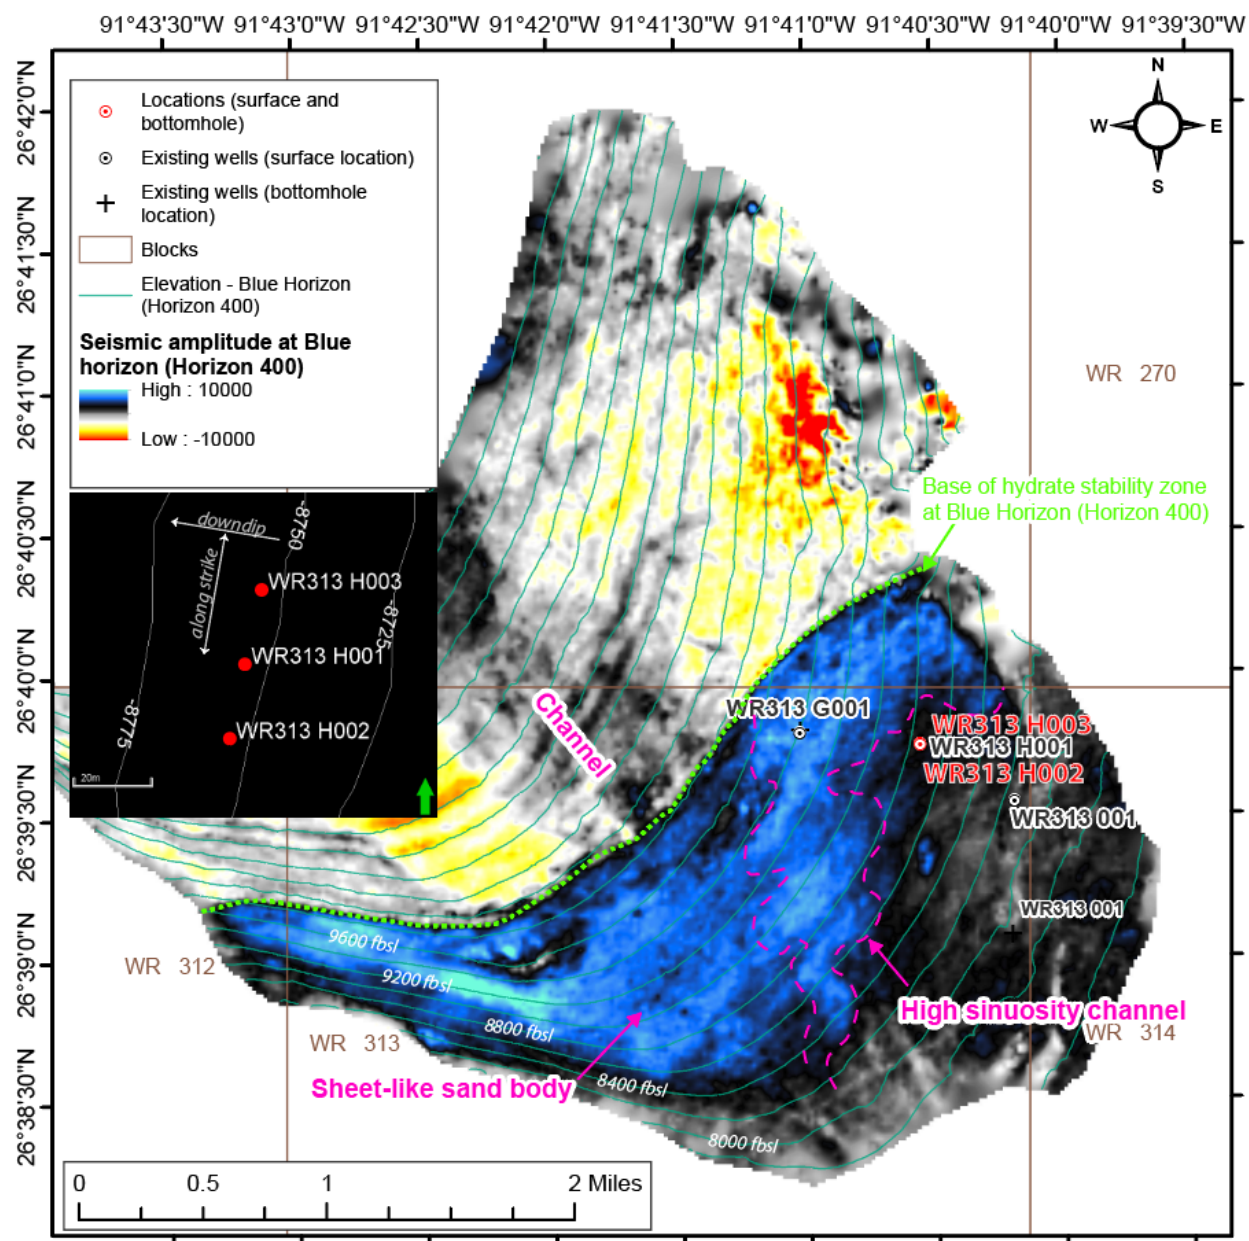 91°43'30"W 91°43'0"W 91°42'30"W 91°42'0"W 91°41'30"W 91°41'0"W 91°40'30"W 91°40'0"W 91°39'30"W
26°42'0"N
26°41'30"N
26°41'0"N
26°40'30"N
26°40'0"N
26°39'30"N
26°39'0"N
26°38'30"N
Locations (surface and
bottomhole)
Existing wells (surface location)
Existing wells (bottomhole
location)
Blocks
Elevation - Blue Horizon
(Horizon 400)
Seismic amplitude at Blue
horizon (Horizon 400)
High : 10000
Low : -10000
N
W E
S
WR 270
Base of hydrate stability zone
at Blue Horizon (Horizon 400)
downdip
along strike
-8750
-8725
-8775
WR313 H003
WR313 H001
WR313 H002
20m
Channel
WR313 G001
WR313 H003
WR313 H001
WR313 H002
WR313 001
WR313 001
9600 fbsl
9200 fbsl
8800 fbsl
8400 fbsl
8000 fbsl
WR 312
WR 313
WR 314
High sinuosity channel
Sheet-like sand body
0 0.5 1 2 Miles